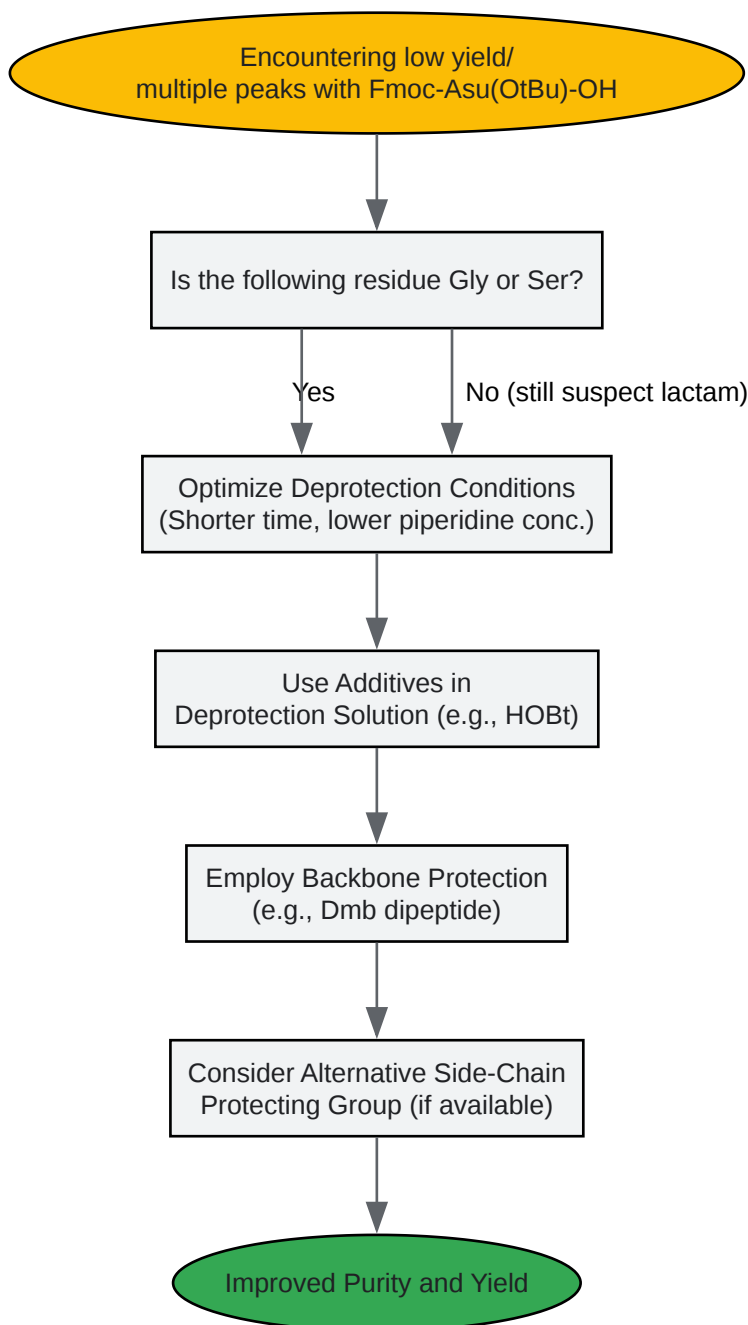 Encountering low yield/
multiple peaks with Fmoc-Asu(OtBu)-OH
Is the following residue Gly or Ser?
Yes
No (still suspect lactam)
Optimize Deprotection Conditions
(Shorter time, lower piperidine conc.)
Use Additives in
Deprotection Solution (e.g., HOBt)
Employ Backbone Protection
(e.g., Dmb dipeptide)
Consider Alternative Side-Chain
Protecting Group (if available)
Improved Purity and Yield